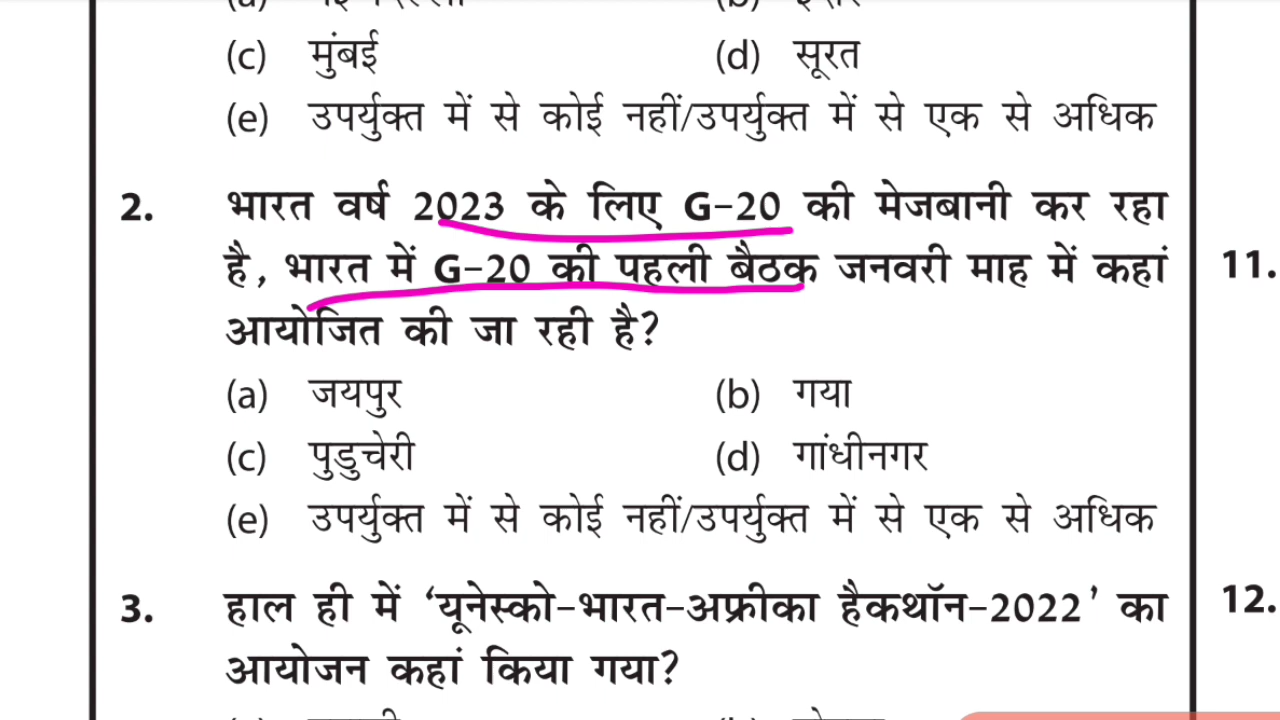 (c) मुंबई (d) सूरत
(e) उपर्युक्त में से कोई नहीं/उपर्युक्त में से एक से अधिक
2. भारत वर्ष 2023 के लिए G-20 की मेजबानी कर रहा
है, भारत में G-20 की पहली बैठक जनवरी माह में कहां 11.
आयोजित की जा रही है?
(a) जयपुर (b) गया
(c) पुडुचेरी (d) गांधीनगर
(e) उपर्युक्त में से कोई नहीं/उपर्युक्त में से एक से अधिक
3. हाल ही में ‘यूनेस्को-भारत-अफ्रीका हैकथॉन-2022’ का 12.
आयोजन कहां किया गया?